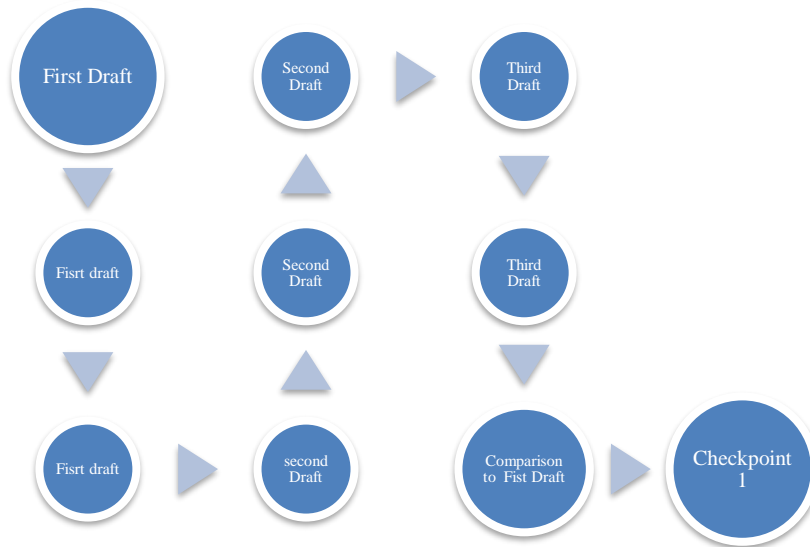 First Draft
Fisrt draft
Fisrt draft
second
Draft
Second
Draft
Second
Draft
Third
Draft
Third
Draft
Comparison
to Fist Draft
Checkpoint
1